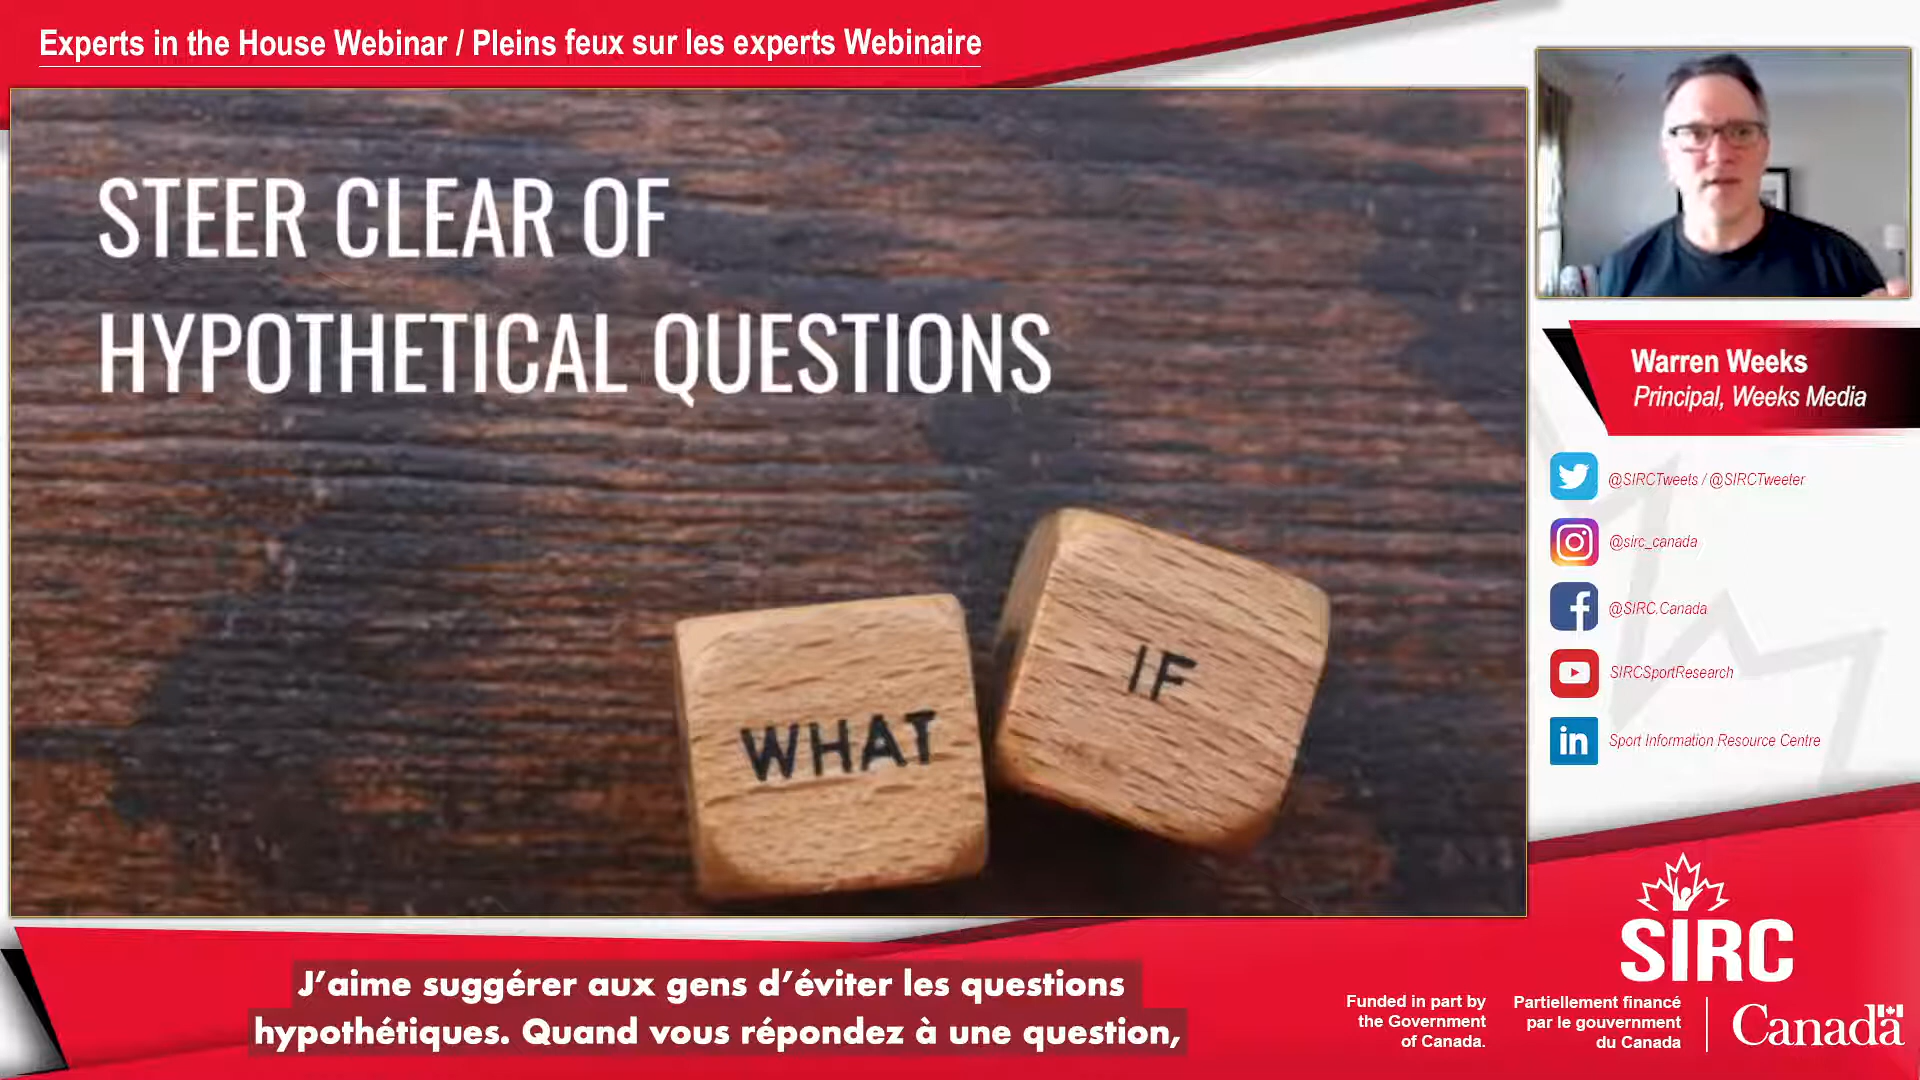 Experts in the House Webinar / Pleins feux sur les experts Webinaire
STEER CLEAR OF
HYPOTHETICAL QUESTIONS
WHAT
IF
Warren Weeks
Principal, Weeks Media
@SIRCTweets / @SIRCTweeter
@sirc_canada
@SIRC.Canada
SIRCSportResearch
in
Sport Information Resource Centre
SIRC
Funded in part by
the Government
of Canada.
Partiellement financé
par le gouvernment
du Canada
Canada
J'aime suggérer aux gens d'éviter les questions
hypothétiques. Quand vous répondez à une question,